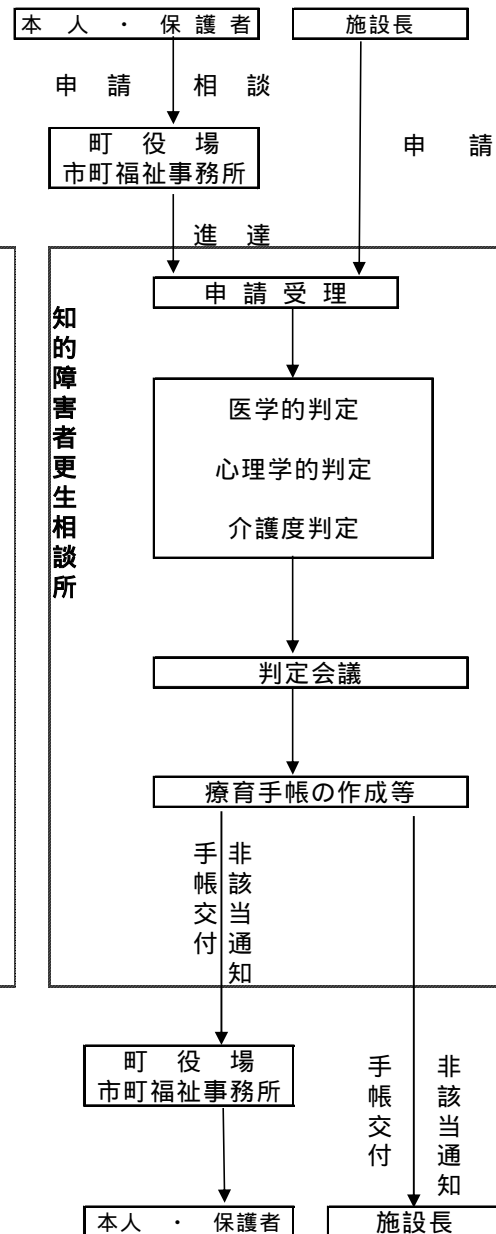 本人・保護者
施設長
申請 相談
申請
町役場
市町福祉事務所
進達
申請受理
知的障害者更生相談所
医学的判定
心理学的判定
介護度判定
判定会議
療育手帳の作成等
手帳交付
非該当通知
町役場
市町福祉事務所
手帳交付
非該当通知
本人・保護者
施設長